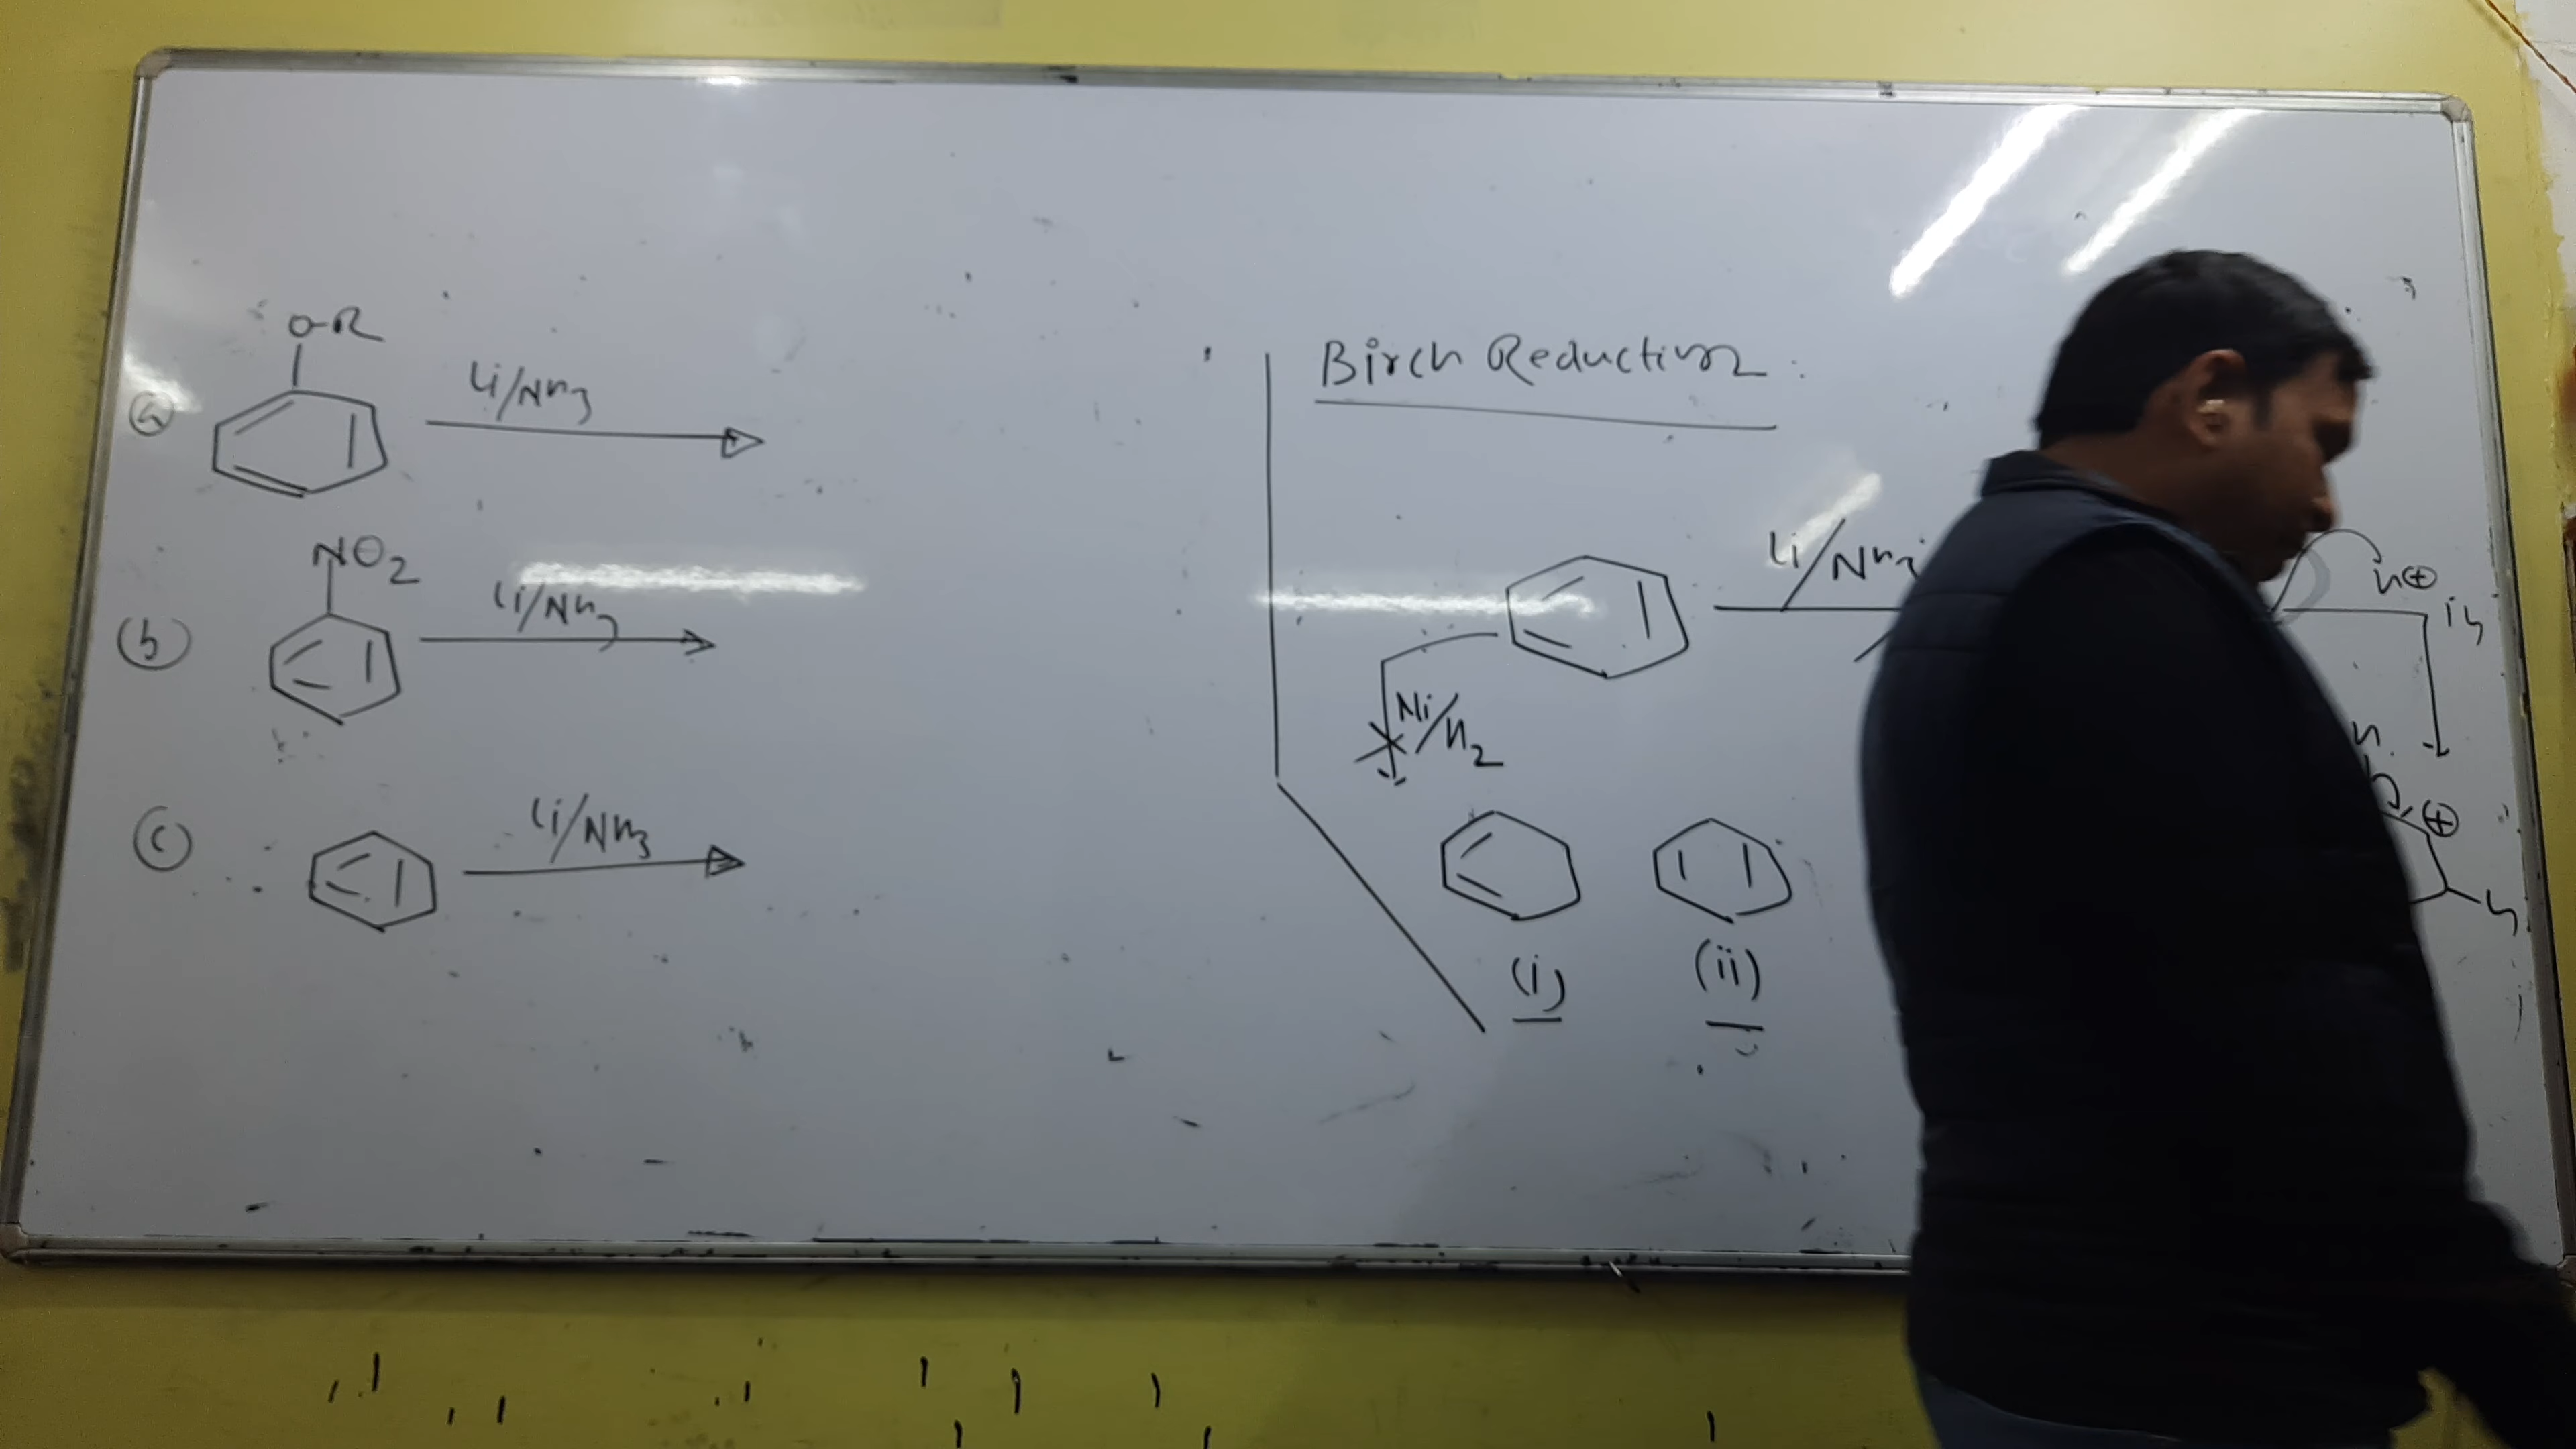 (a)
O-R
Li/NH3
(b)
NO2
Li/NH3
(c)
Li/NH3
Birch Reduction:
Li/NH3
Ni/H2
(i)
(ii)
H⊕
H
⊕